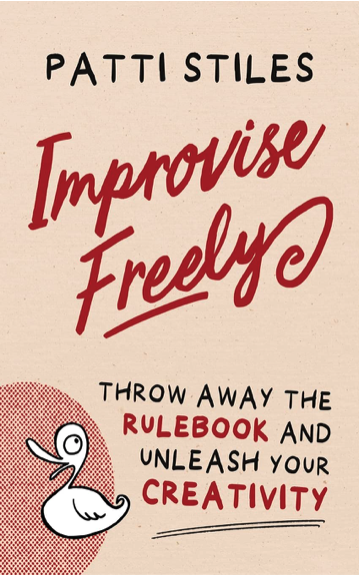 PATTI STILES
Improvise
Freely
THROW AWAY THE
RULEBOOK AND
UNLEASH YOUR
CREATIVITY